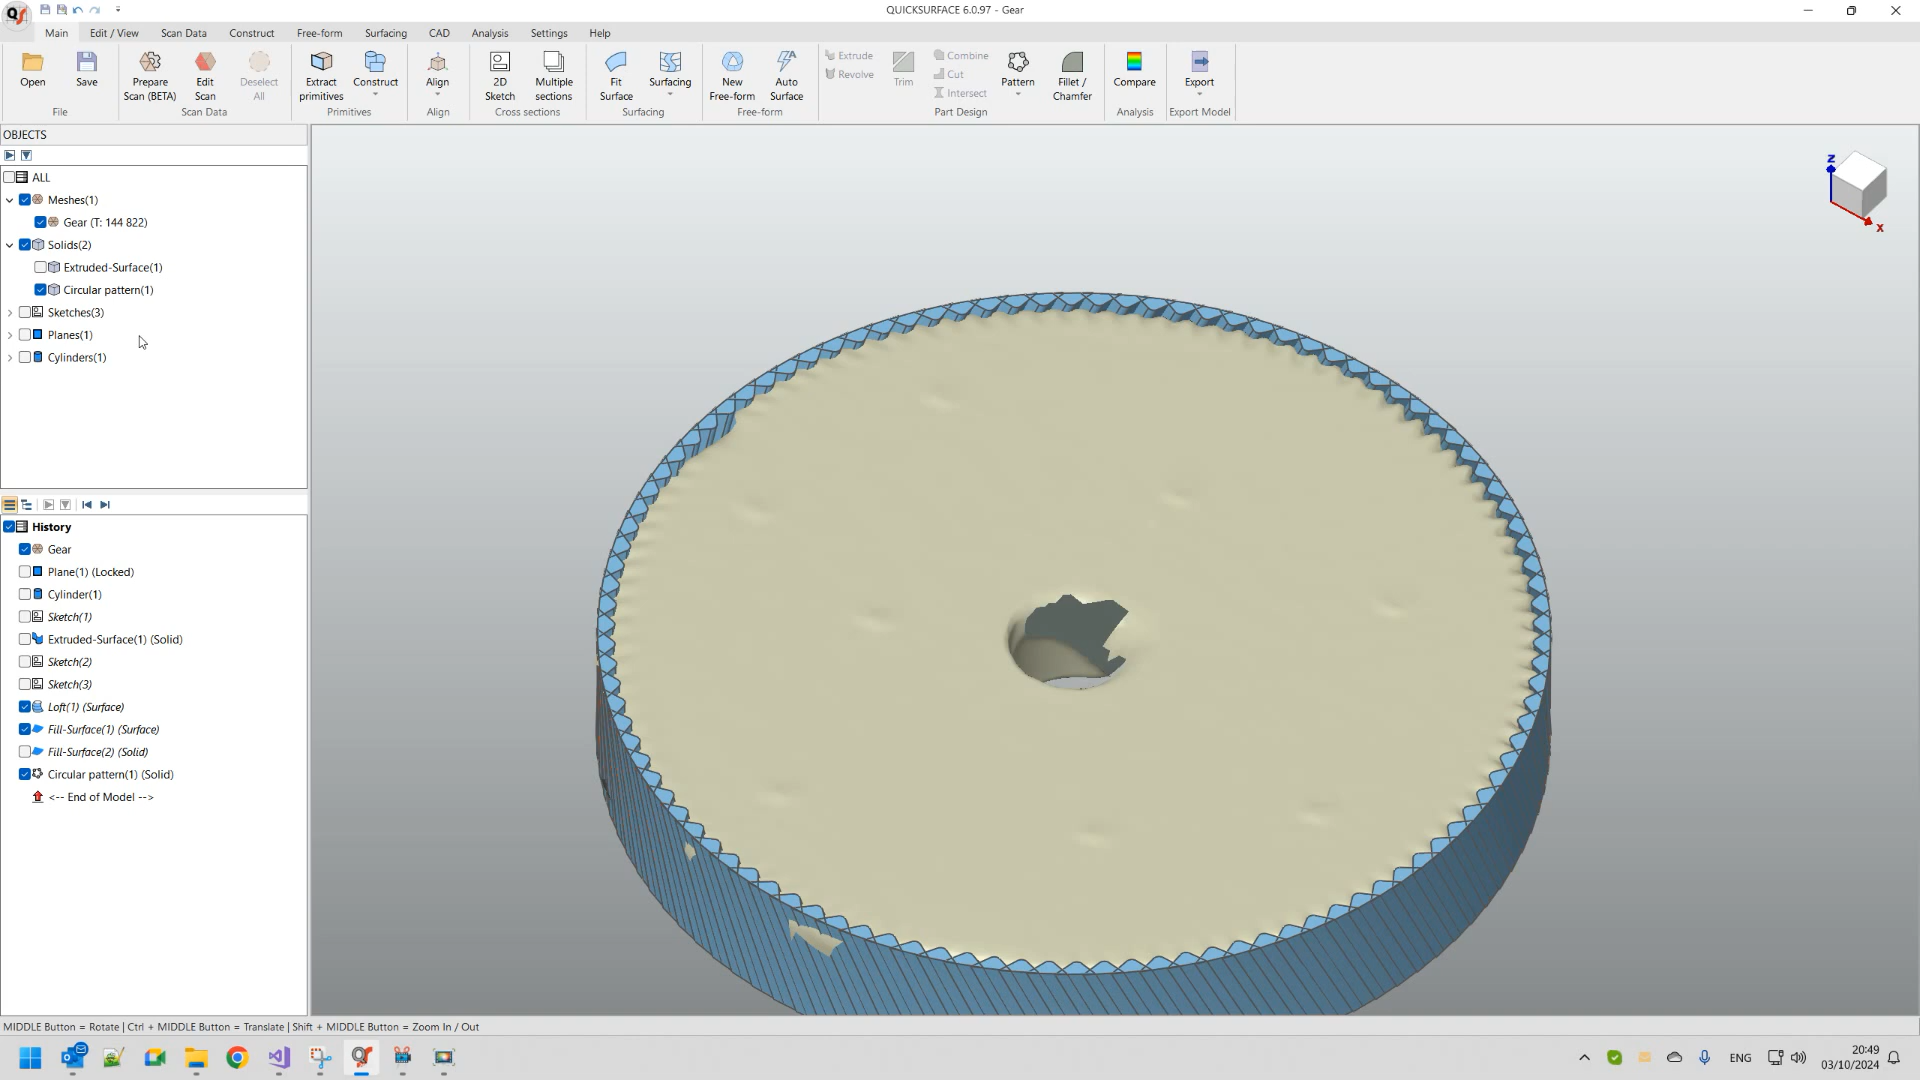 QUICKSURFACE 6.0.97 - Gear
Main Edit / View Scan Data Construct Free-form Surfacing CAD Analysis Settings Help
Open Save Prepare Scan (BETA) Edit Scan Deselect All Extract primitives Construct Align 2D Sketch Multiple sections Fit Surface Surfacing New Free-form Auto Surface Extrude Revolve Trim Combine Cut Intersect Pattern Fillet / Chamfer Compare Export
File Scan Data Primitives Align Cross sections Surfacing Free-form Part Design Analysis Export Model
OBJECTS
ALL
Meshes(1)
Gear (T: 144 822)
Solids(2)
Extruded-Surface(1)
Circular pattern(1)
Sketches(3)
Planes(1)
Cylinders(1)
History
Gear
Plane(1) (Locked)
Cylinder(1)
Sketch(1)
Extruded-Surface(1) (Solid)
Sketch(2)
Sketch(3)
Loft(1) (Surface)
Fill-Surface(1) (Surface)
Fill-Surface(2) (Solid)
Circular pattern(1) (Solid)
<-- End of Model -->
Z
X
MIDDLE Button = Rotate | Ctrl + MIDDLE Button = Translate | Shift + MIDDLE Button = Zoom In / Out
ENG
20:49
03/10/2024